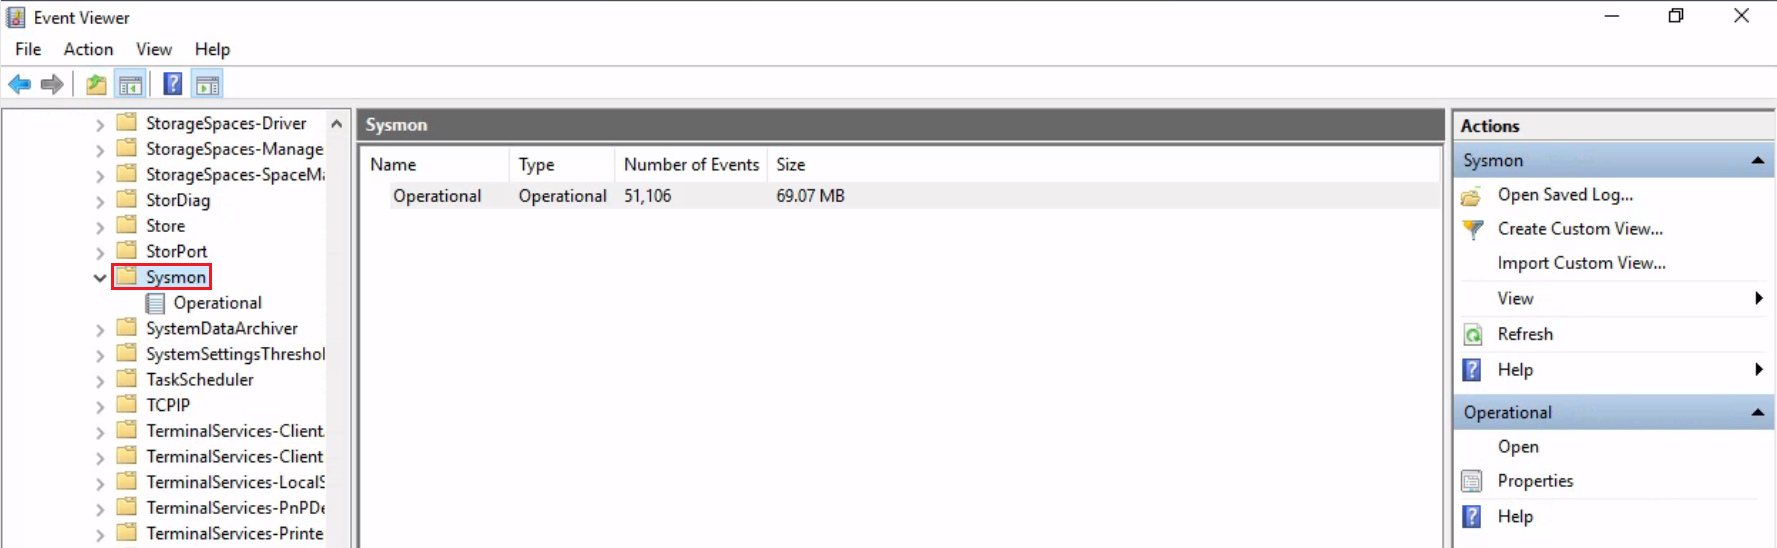 Event Viewer
File Action View Help
StorageSpaces-Driver
StorageSpaces-Manage
StorageSpaces-SpaceMa
StorDiag
Store
StorPort
Sysmon
Operational
SystemDataArchiver
SystemSettingsThreshol
TaskScheduler
TCPIP
TerminalServices-Client
TerminalServices-Client
TerminalServices-LocalS
TerminalServices-PnPDe
TerminalServices-Printe
Sysmon
Name Type Number of Events Size
Operational Operational 51,106 69.07 MB
Actions
Sysmon
Open Saved Log...
Create Custom View...
Import Custom View...
View
Refresh
Help
Operational
Open
Properties
Help